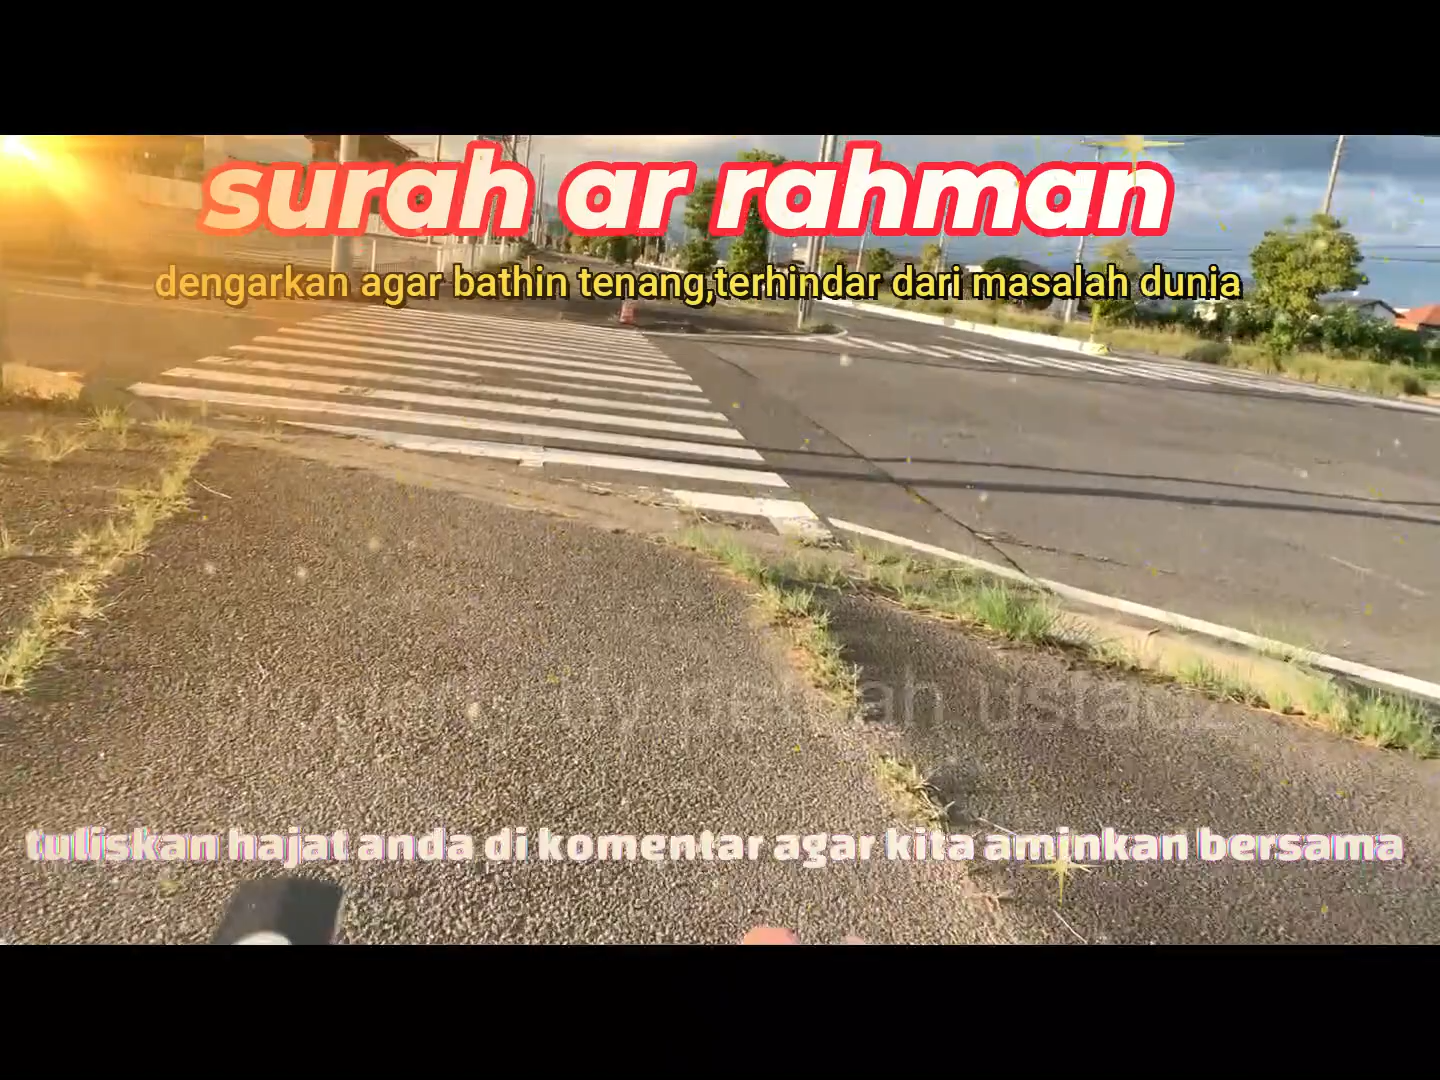 surah ar rahman
dengarkan agar bathin tenang,terhindar dari masalah dunia
ustadz
tuliskan hajat anda di komentar agar kita aminkan bersama